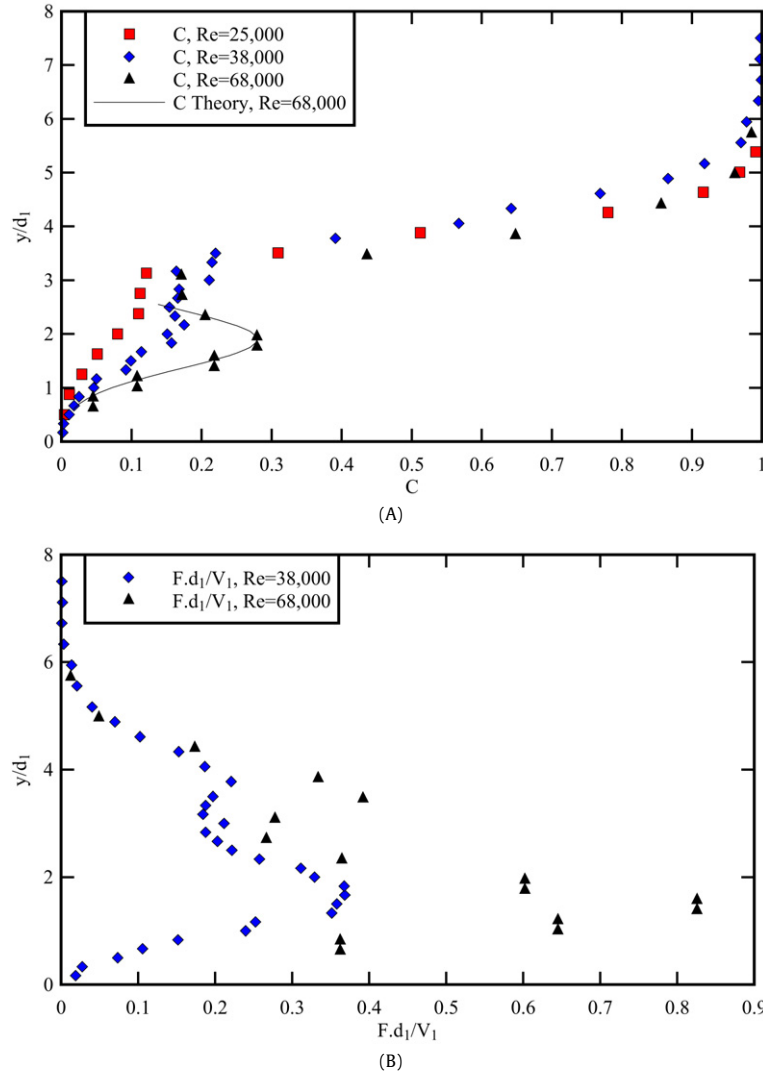 8
7
6
5
4
3
2
1
0
y/d₁
C, Re=25,000
C, Re=38,000
C, Re=68,000
C Theory, Re=68,000
0 0.1 0.2 0.3 0.4 0.5 0.6 0.7 0.8 0.9 1
C
(A)
8
6
4
2
0
y/d₁
F.d₁/V₁, Re=38,000
F.d₁/V₁, Re=68,000
0 0.1 0.2 0.3 0.4 0.5 0.6 0.7 0.8 0.9
F.d₁/V₁
(B)